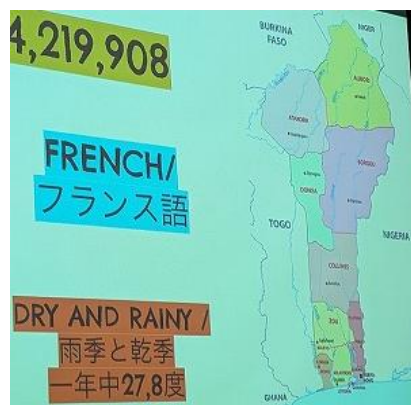 4,219,908
FRENCH/
フランス語
DRY AND RAINY /
雨季と乾季
一年中27,8度
BURKINA
FASO
NIGER
ALIBORI
ATAKORA
BORGOU
DONGA
TOGO
NIGERIA
COLLINES
ZOU
GHANA